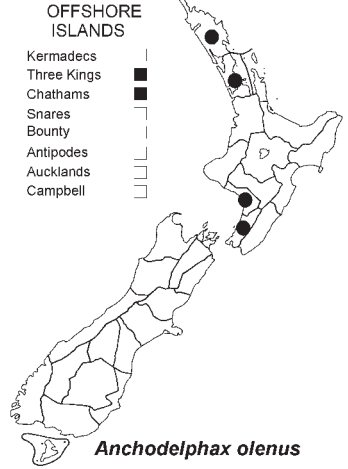 OFFSHORE
ISLANDS
Kermadecs
Three Kings
Chathams
Snares
Bounty
Antipodes
Aucklands
Campbell
Anchodelphax olenus